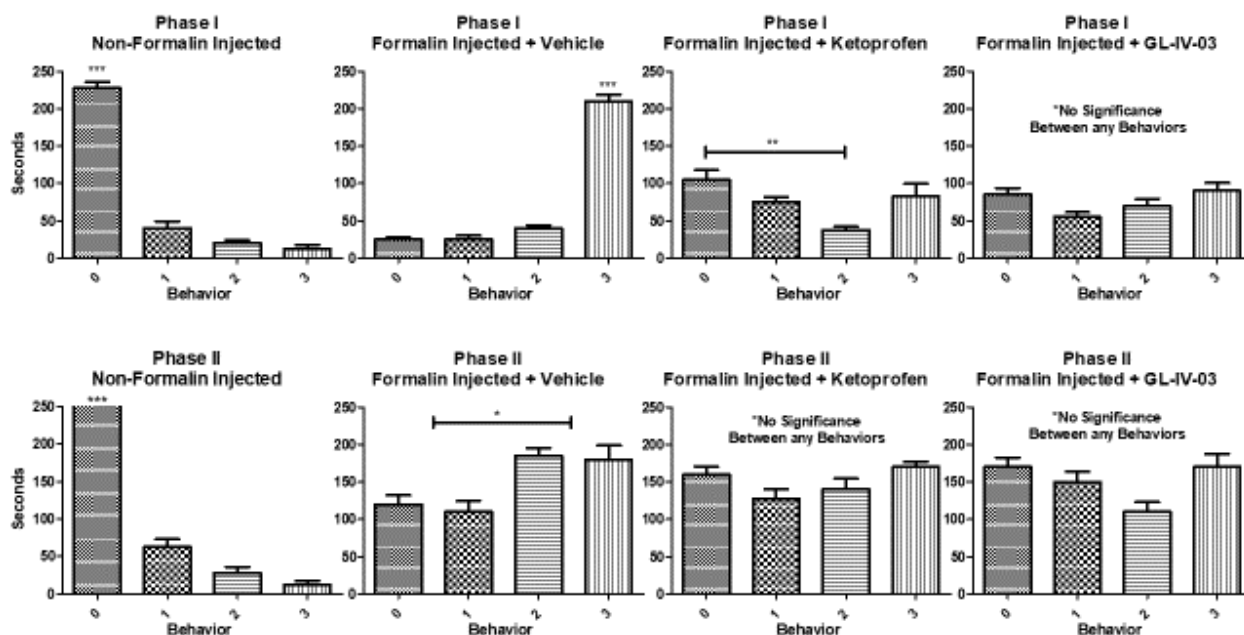 Phase I
Non-Formalin Injected
Phase I
Formalin Injected + Vehicle
Phase I
Formalin Injected + Ketoprofen
Phase I
Formalin Injected + GL-IV-03
Seconds
250
200
150
100
50
0
***
0
1
2
3
Behavior
250
200
150
100
50
0
***
0
1
2
3
Behavior
250
200
150
100
50
0
**
0
1
2
3
Behavior
250
200
150
100
50
0
*No Significance
Between any Behaviors
0
1
2
3
Behavior
Phase II
Non-Formalin Injected
Phase II
Formalin Injected + Vehicle
Phase II
Formalin Injected + Ketoprofen
Phase II
Formalin Injected + GL-IV-03
Seconds
250
200
150
100
50
0
***
0
1
2
3
Behavior
250
200
150
100
50
0
*
0
1
2
3
Behavior
250
200
150
100
50
0
*No Significance
Between any Behaviors
0
1
2
3
Behavior
250
200
150
100
50
0
*No Significance
Between any Behaviors
0
1
2
3
Behavior